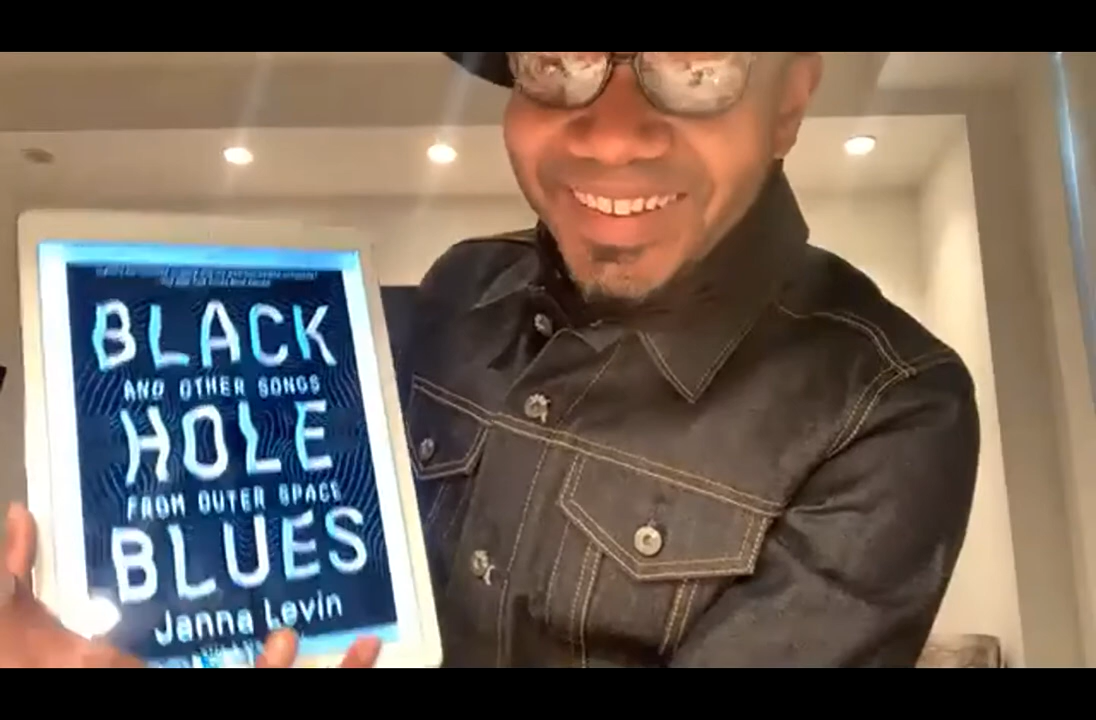 BLACK
AND OTHER SONGS
HOLE
FROM OUTER SPACE
BLUES
Janna Levin